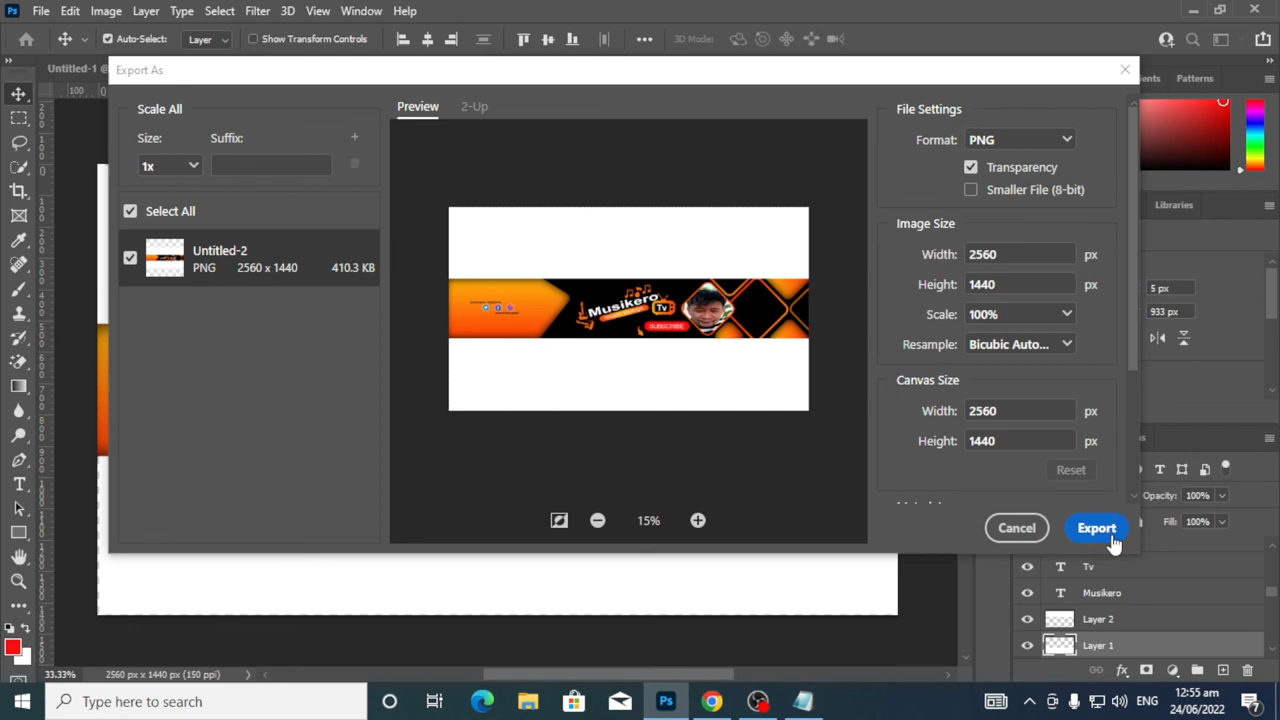 Ps File Edit Image Layer Type Select Filter 3D View Window Help
Auto-Select: Layer Show Transform Controls 3D Mode:
Untitled-1 @
Export As
Patterns
Scale All
Size: Suffix:
1x
Select All
Untitled-2
PNG 2560 x 1440 410.3 KB
Preview 2-Up
Musikero
Tv
SUBSCRIBE
15%
File Settings
Format: PNG
Transparency
Smaller File (8-bit)
Image Size
Width: 2560 px
Height: 1440 px
Scale: 100%
Resample: Bicubic Auto...
Canvas Size
Width: 2560 px
Height: 1440 px
Reset
Cancel Export
Libraries
5 px
933 px
Opacity: 100%
Fill: 100%
Tv
Musikero
Layer 2
Layer 1
33.33% 2560 px x 1440 px (150 ppi)
Type here to search
Ps
ENG
12:55 am
24/06/2022
7